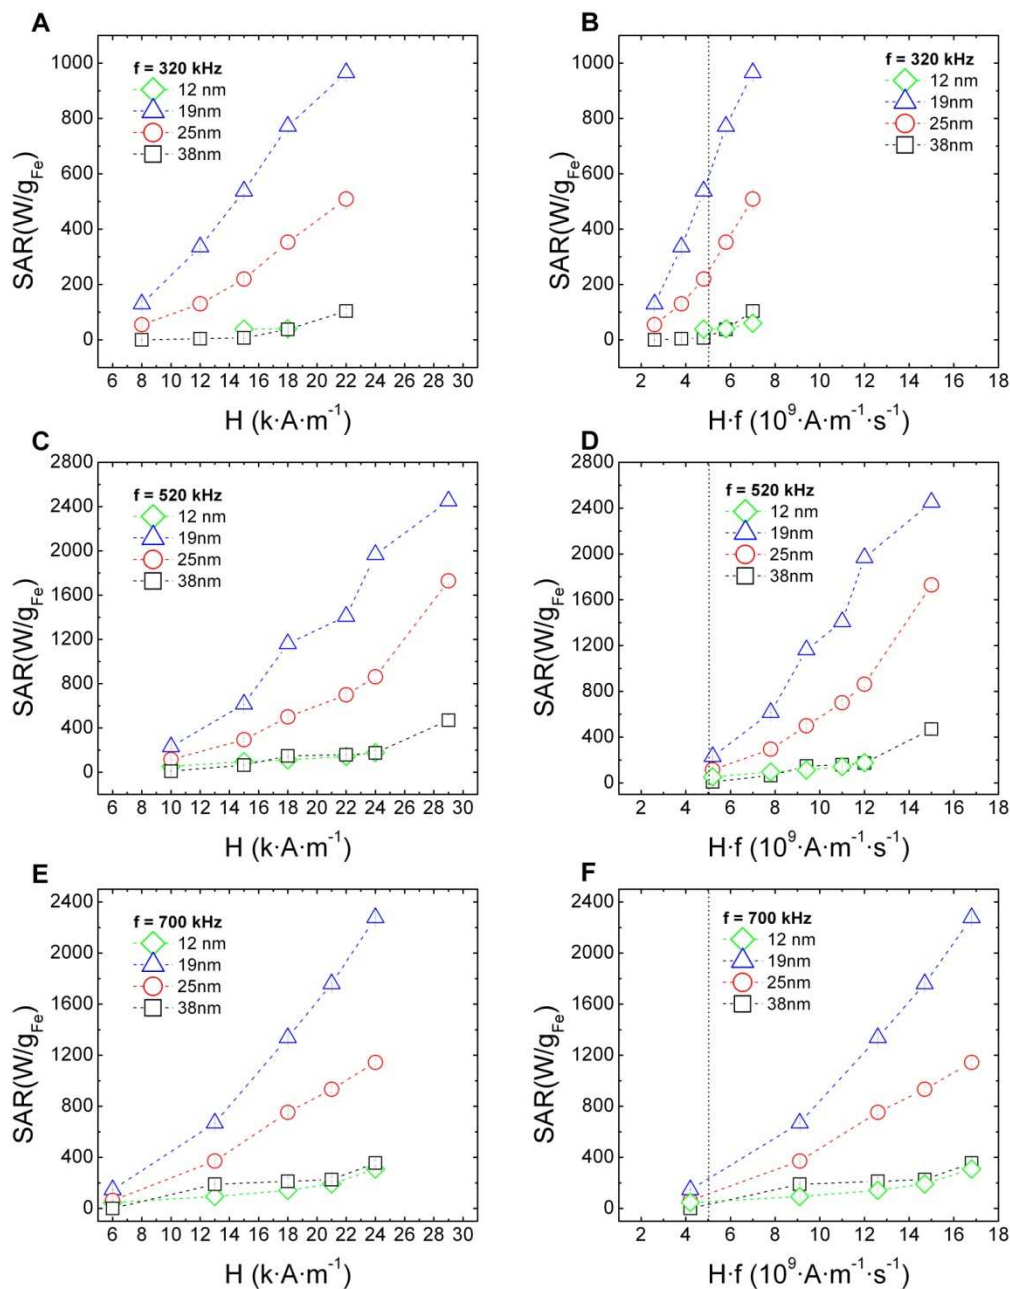 A
f = 320 kHz
12 nm
19nm
25nm
38nm
1000
800
600
400
200
0
SAR(W/g_Fe)
6 8 10 12 14 16 18 20 22 24 26 28 30
H (k·A·m⁻¹)
B
f = 320 kHz
12 nm
19nm
25nm
38nm
1000
800
600
400
200
0
SAR(W/g_Fe)
2 4 6 8 10 12 14 16 18
H·f (10⁹·A·m⁻¹·s⁻¹)
C
f = 520 kHz
12 nm
19nm
25nm
38nm
2800
2400
2000
1600
1200
800
400
0
SAR(W/g_Fe)
6 8 10 12 14 16 18 20 22 24 26 28 30
H (k·A·m⁻¹)
D
f = 520 kHz
12 nm
19nm
25nm
38nm
2800
2400
2000
1600
1200
800
400
0
SAR(W/g_Fe)
2 4 6 8 10 12 14 16 18
H·f (10⁹·A·m⁻¹·s⁻¹)
E
f = 700 kHz
12 nm
19nm
25nm
38nm
2400
2000
1600
1200
800
400
0
SAR(W/g_Fe)
6 8 10 12 14 16 18 20 22 24 26 28 30
H (k·A·m⁻¹)
F
f = 700 kHz
12 nm
19nm
25nm
38nm
2400
2000
1600
1200
800
400
0
SAR(W/g_Fe)
2 4 6 8 10 12 14 16 18
H·f (10⁹·A·m⁻¹·s⁻¹)